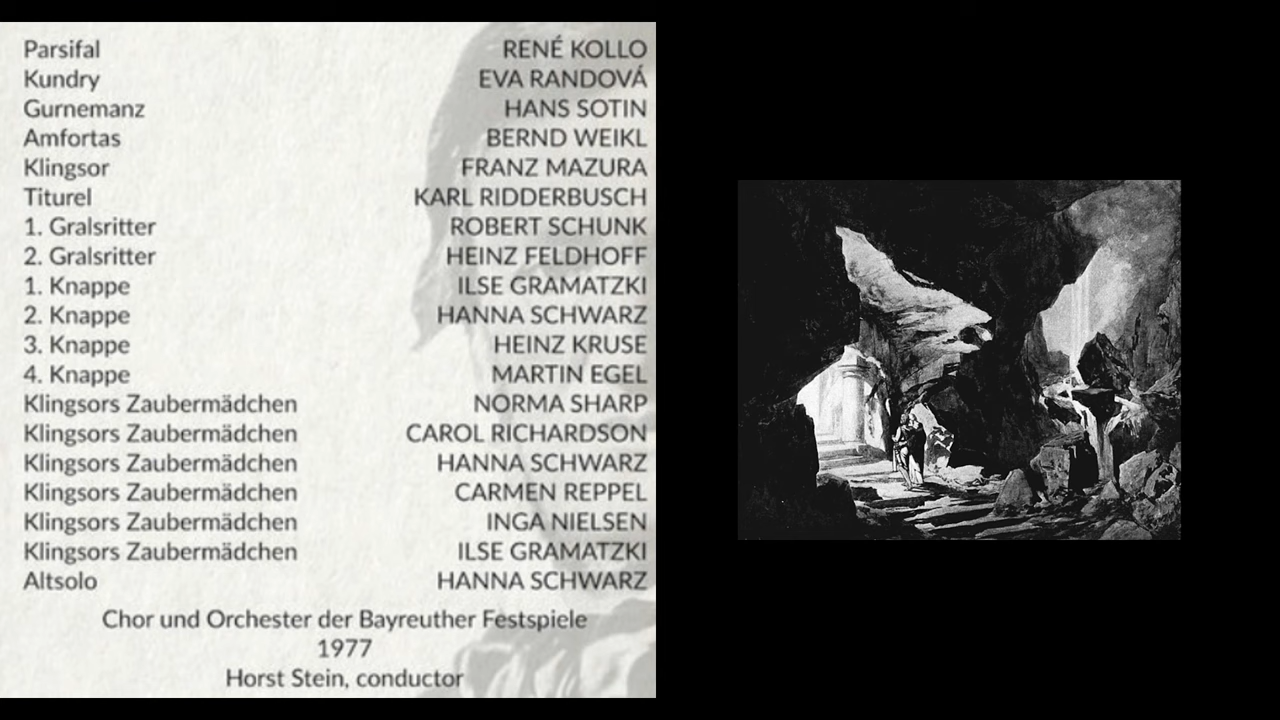 Parsifal RENÉ KOLLO
Kundry EVA RANDOVÁ
Gurnemanz HANS SOTIN
Amfortas BERND WEIKL
Klingsor FRANZ MAZURA
Titurel KARL RIDDERBUSCH
1. Gralsritter ROBERT SCHUNK
2. Gralsritter HEINZ FELDHOFF
1. Knappe ILSE GRAMATZKI
2. Knappe HANNA SCHWARZ
3. Knappe HEINZ KRUSE
4. Knappe MARTIN EGEL
Klingsors Zaubermädchen NORMA SHARP
Klingsors Zaubermädchen CAROL RICHARDSON
Klingsors Zaubermädchen HANNA SCHWARZ
Klingsors Zaubermädchen CARMEN REPPEL
Klingsors Zaubermädchen INGA NIELSEN
Klingsors Zaubermädchen ILSE GRAMATZKI
Altsolo HANNA SCHWARZ
Chor und Orchester der Bayreuther Festspiele
1977
Horst Stein, conductor